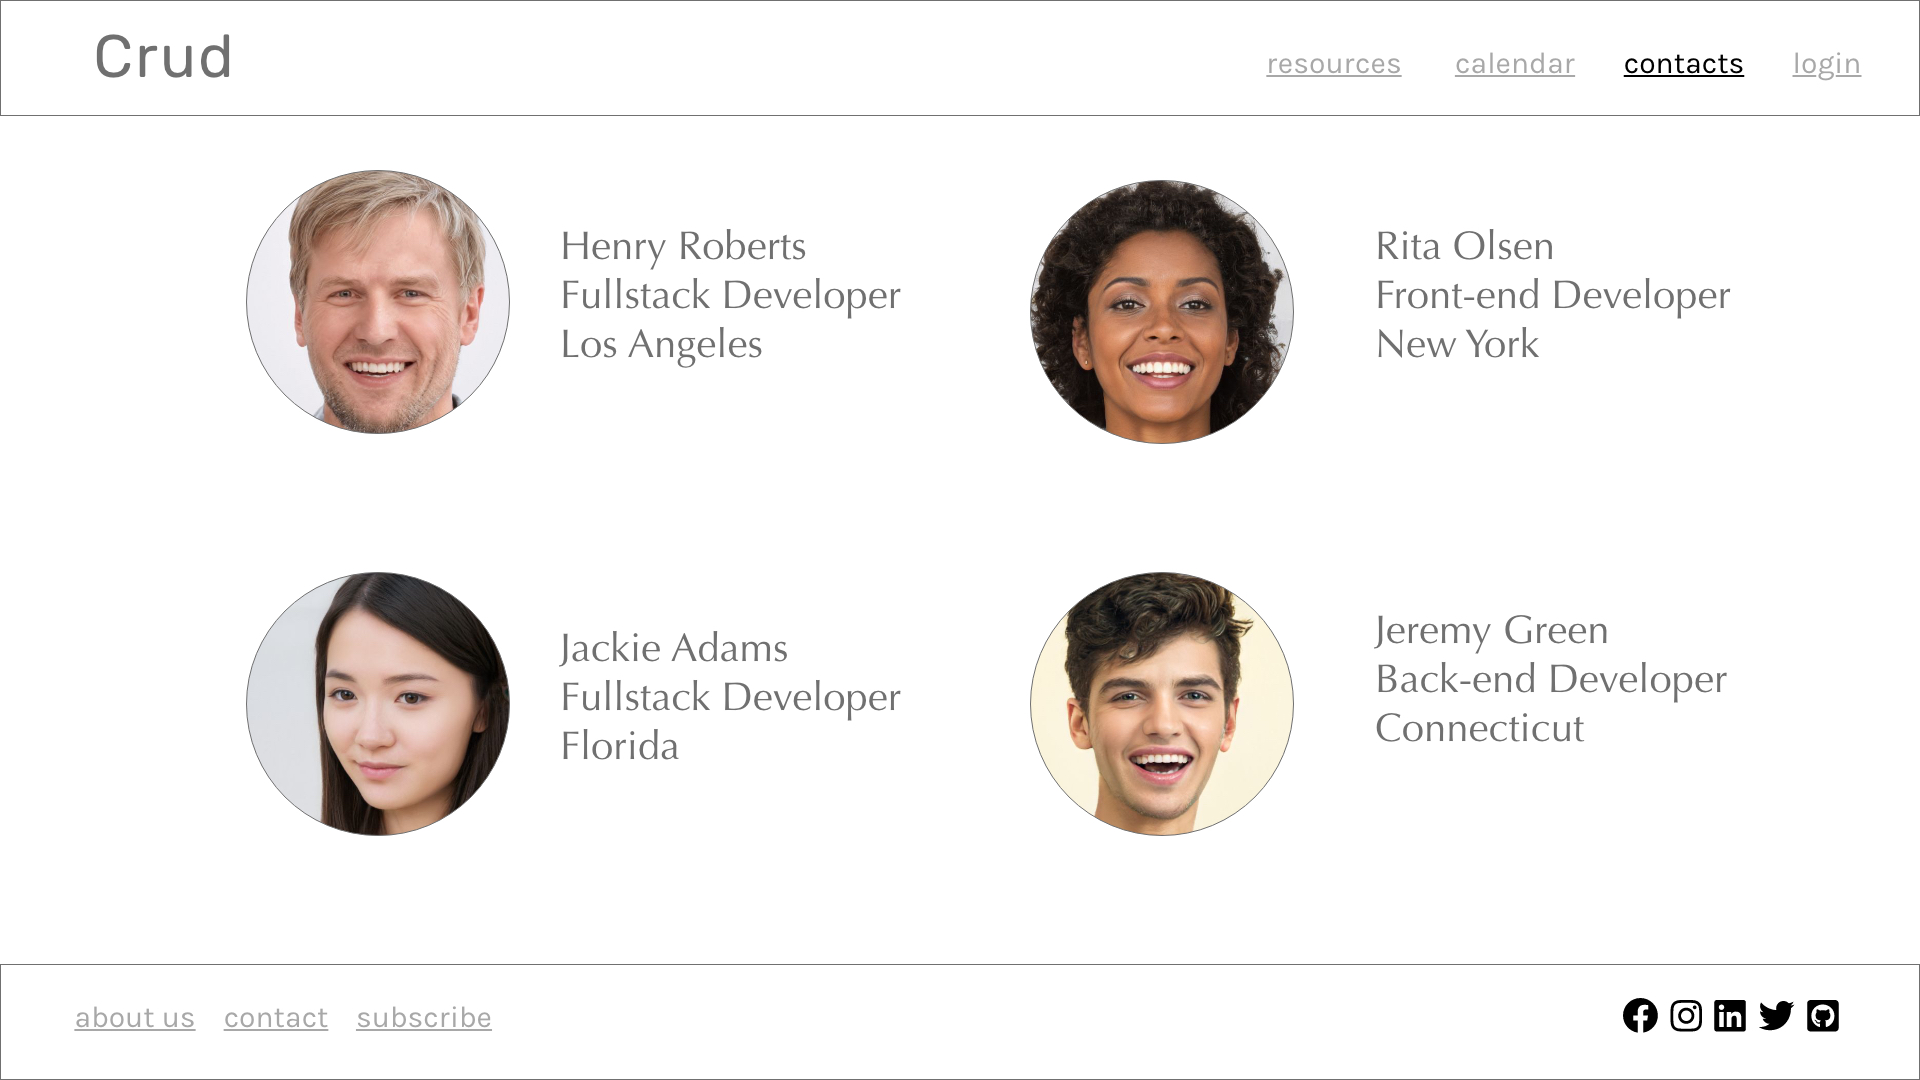 Crud
resources
calendar
contacts
login
Henry Roberts
Fullstack Developer
Los Angeles
Rita Olsen
Front-end Developer
New York
Jackie Adams
Fullstack Developer
Florida
Jeremy Green
Back-end Developer
Connecticut
about us
contact
subscribe